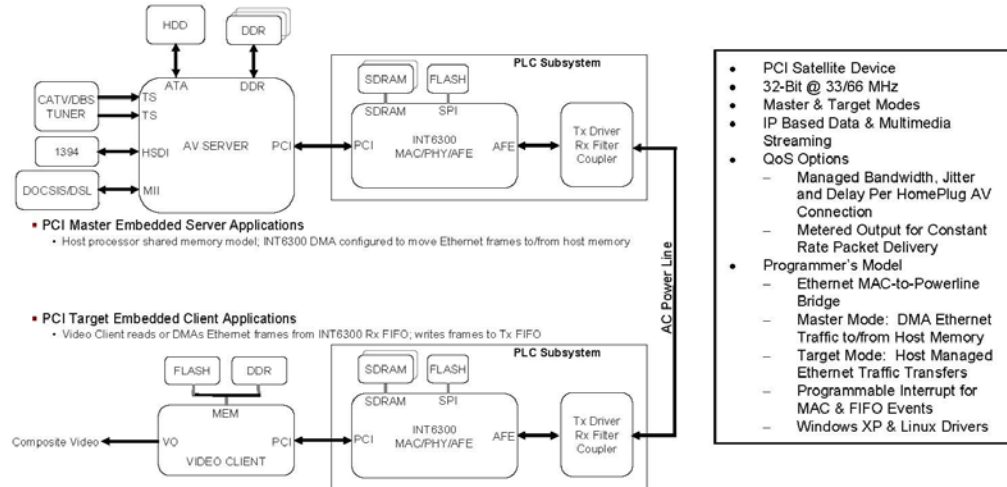 HDD
DDR
PLC Subsystem
SDRAM
FLASH
ATA
DDR
SDRAM
SPI
CATV/DBS
TUNER
TS
TS
1394
HSDI
AV SERVER
PCI
PCI
INT6300
MAC/PHY/AFE
AFE
Tx Driver
Rx Filter
Coupler
DOCSIS/DSL
MII
▪ PCI Master Embedded Server Applications
• Host processor shared memory model; INT6300 DMA configured to move Ethernet frames to/from host memory
AC Power Line
▪ PCI Target Embedded Client Applications
• Video Client reads or DMAs Ethernet frames from INT6300 Rx FIFO; writes frames to Tx FIFO
PLC Subsystem
FLASH
DDR
SDRAM
FLASH
MEM
SDRAM
SPI
Composite Video
VO
PCI
VIDEO CLIENT
PCI
INT6300
MAC/PHY/AFE
AFE
Tx Driver
Rx Filter
Coupler
• PCI Satellite Device
• 32-Bit @ 33/66 MHz
• Master & Target Modes
• IP Based Data & Multimedia
Streaming
• QoS Options
– Managed Bandwidth, Jitter
and Delay Per HomePlug AV
Connection
– Metered Output for Constant
Rate Packet Delivery
• Programmer's Model
– Ethernet MAC-to-Powerline
Bridge
– Master Mode: DMA Ethernet
Traffic to/from Host Memory
– Target Mode: Host Managed
Ethernet Traffic Transfers
– Programmable Interrupt for
MAC & FIFO Events
– Windows XP & Linux Drivers